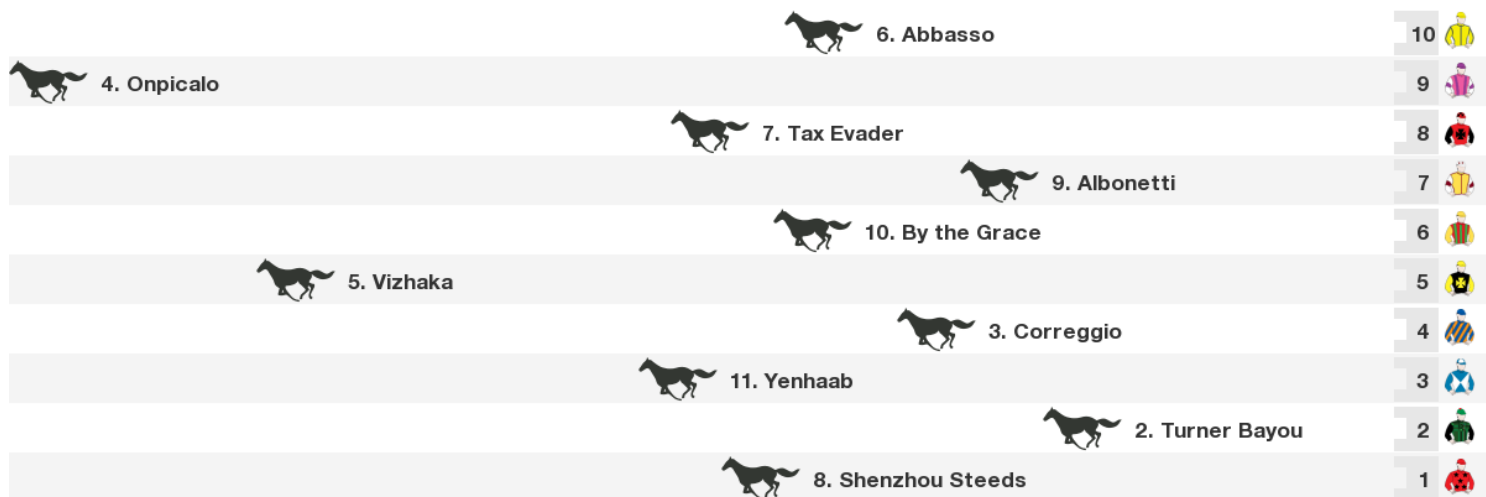 6. Abbasso 10
4. Onpicalo 9
7. Tax Evader 8
9. Albonetti 7
10. By the Grace 6
5. Vizhaka 5
3. Correggio 4
11. Yenhaab 3
2. Turner Bayou 2
8. Shenzhou Steeds 1